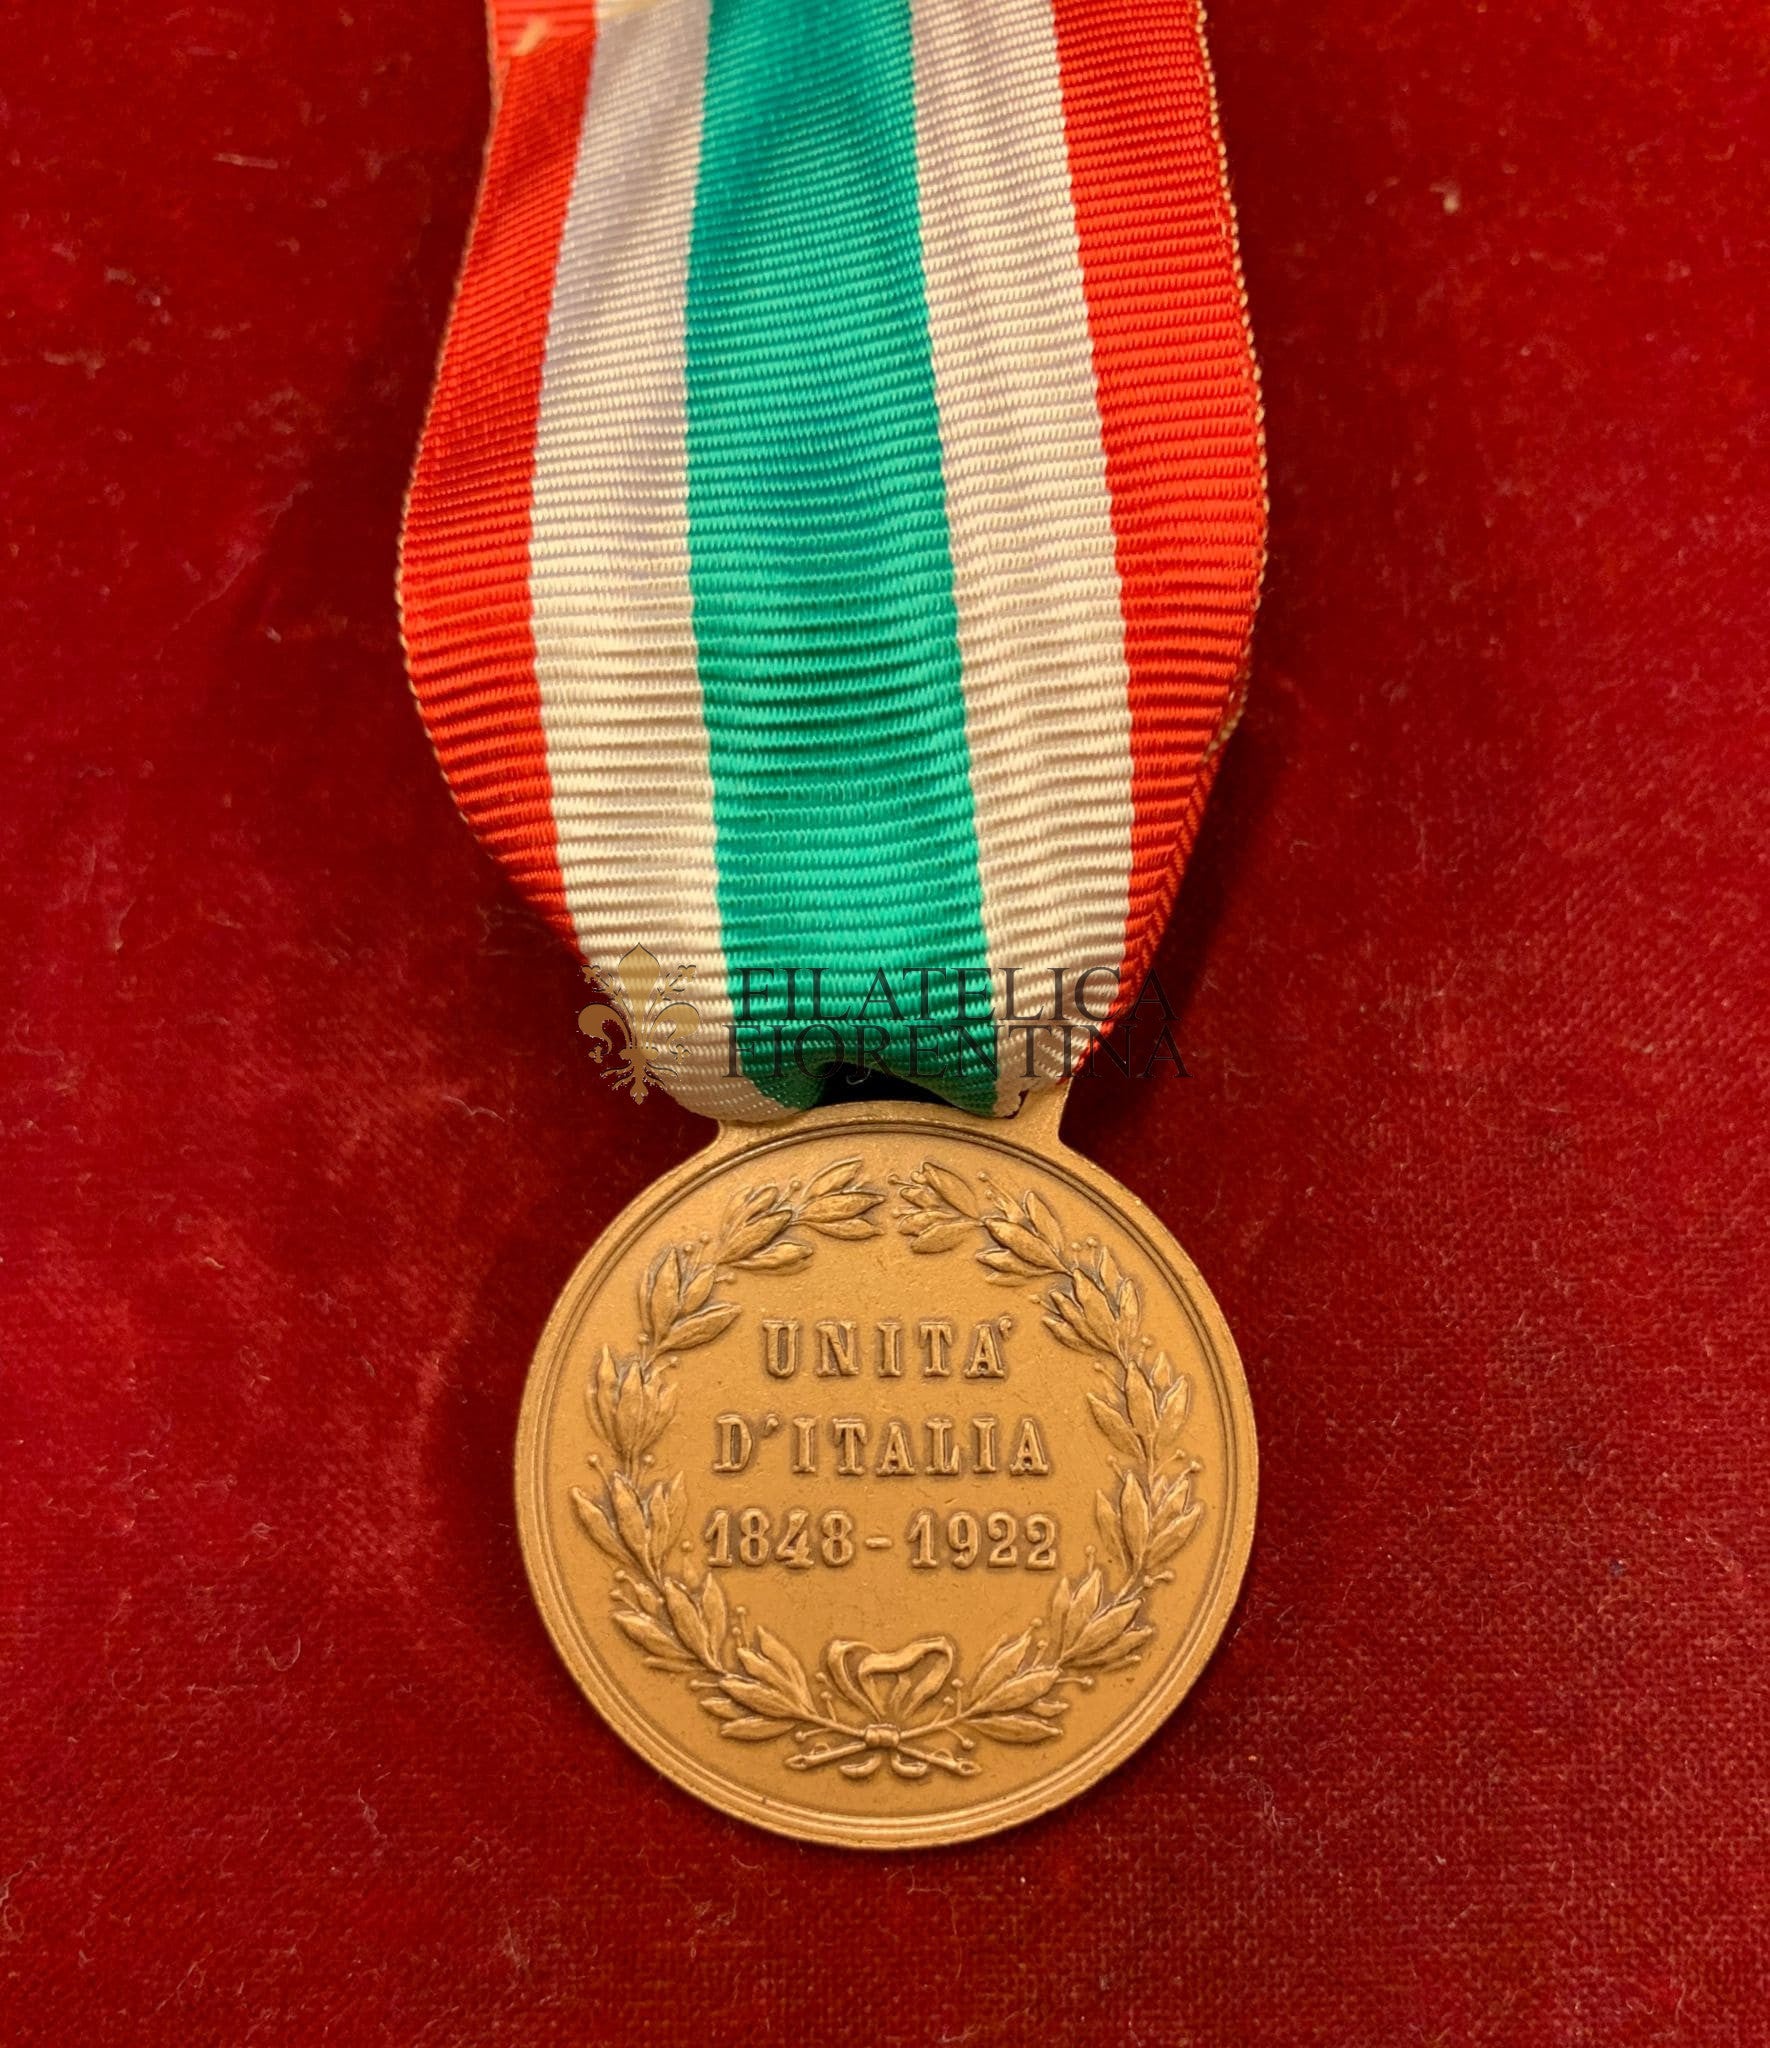 FILATELICA
FIORENTINA
UNITA'
D'ITALIA
1848-1922